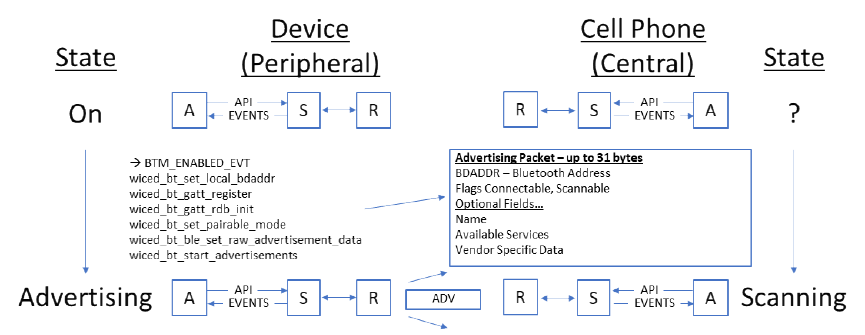 State
Device
(Peripheral)
Cell Phone
(Central)
State
On
A
API
EVENTS
S
R
R
S
API
EVENTS
A
?
→ BTM_ENABLED_EVT
wiced_bt_set_local_bdaddr
wiced_bt_gatt_register
wiced_bt_gatt_rdb_init
wiced_bt_set_pairable_mode
wiced_bt_ble_set_raw_advertisement_data
wiced_bt_start_advertisements
Advertising Packet – up to 31 bytes
BDADDR – Bluetooth Address
Flags Connectable, Scannable
Optional Fields...
Name
Available Services
Vendor Specific Data
Advertising
A
API
EVENTS
S
R
ADV
R
S
API
EVENTS
A
Scanning